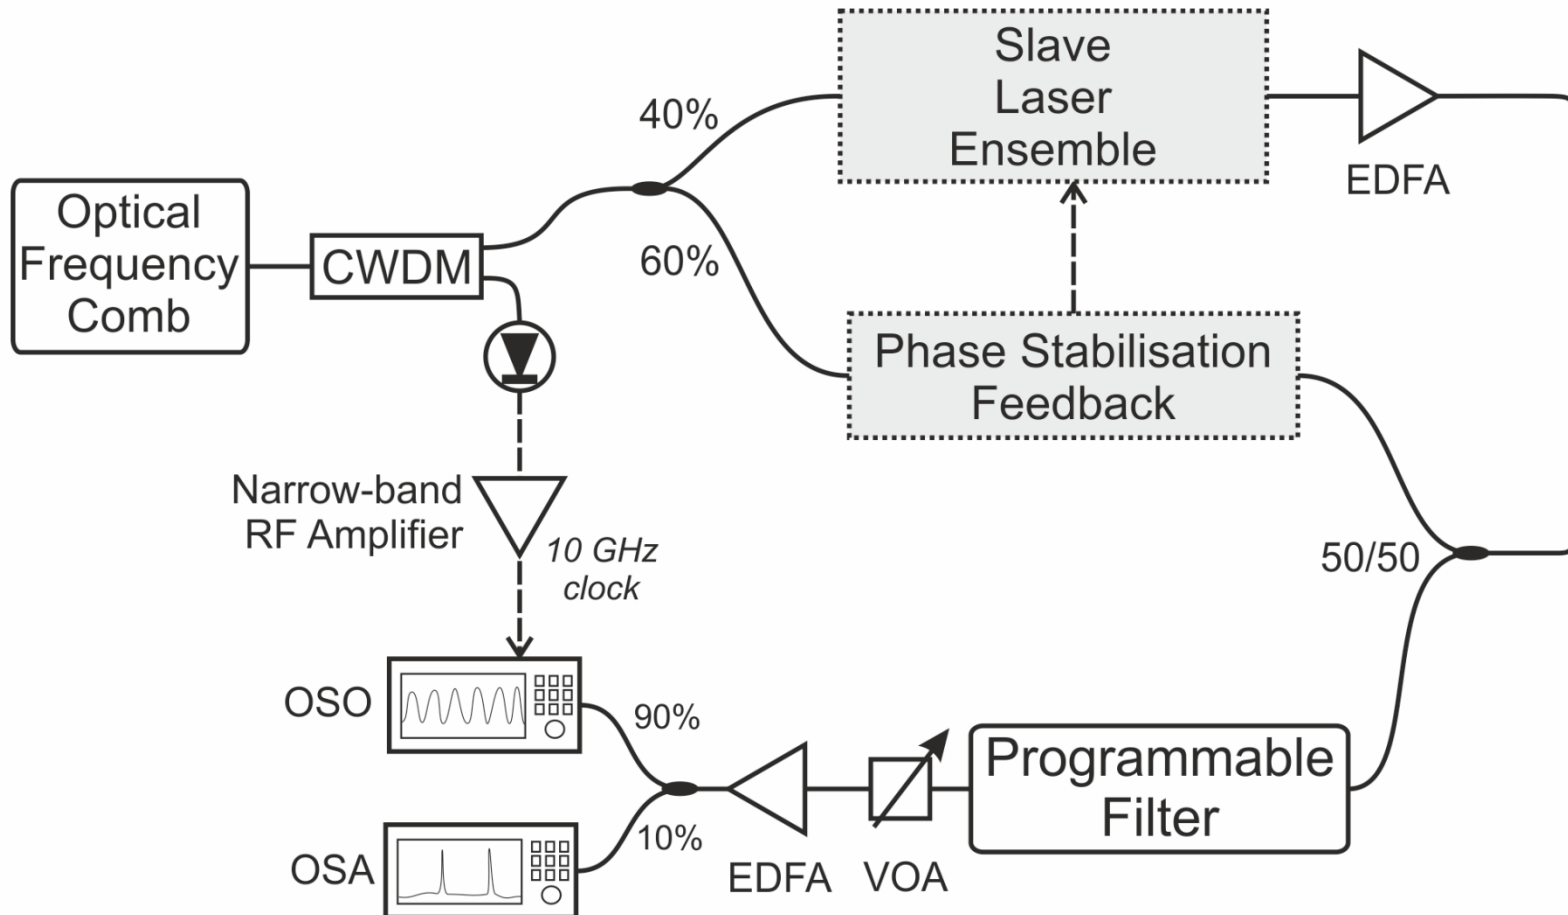 Slave
Laser
Ensemble
40%
EDFA
Optical
Frequency
Comb
CWDM
60%
Phase Stabilisation
Feedback
Narrow-band
RF Amplifier
10 GHz
clock
50/50
OSO
90%
Programmable
Filter
10%
OSA
EDFA
VOA